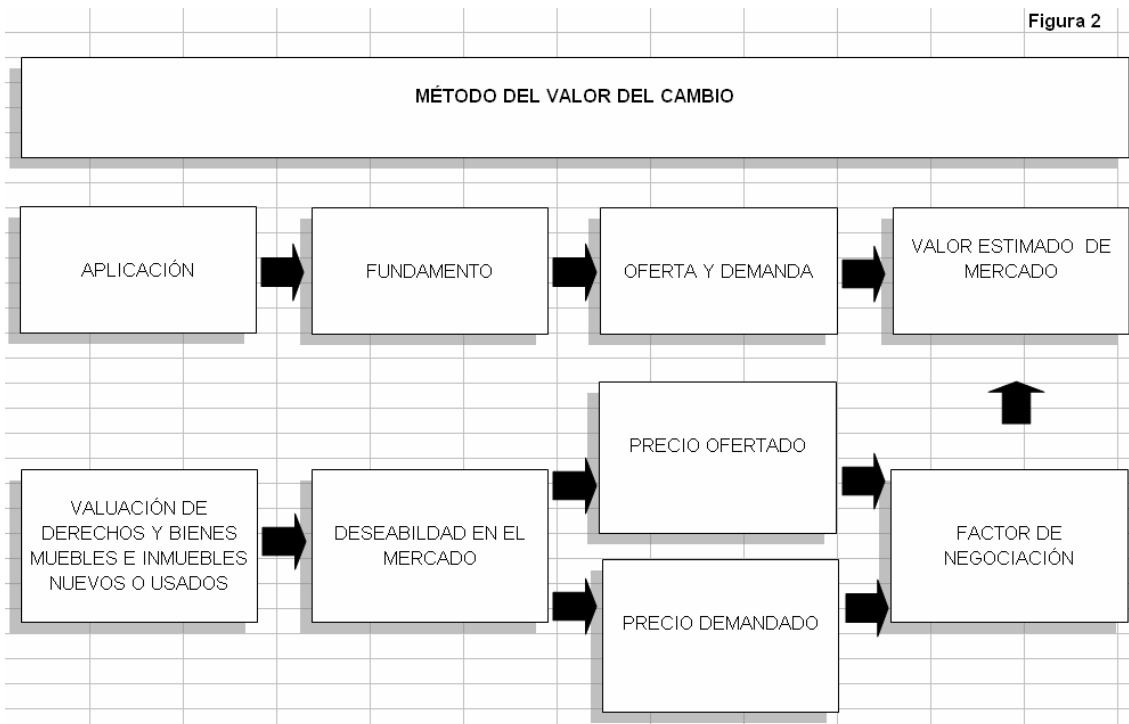 Figura 2
MÉTODO DEL VALOR DEL CAMBIO
APLICACIÓN
FUNDAMENTO
OFERTA Y DEMANDA
VALOR ESTIMADO DE
MERCADO
VALUACIÓN DE
DERECHOS Y BIENES
MUEBLES E INMUEBLES
NUEVOS O USADOS
DESEABILDAD EN EL
MERCADO
PRECIO OFERTADO
PRECIO DEMANDADO
FACTOR DE
NEGOCIACIÓN